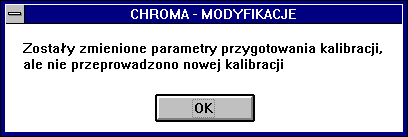 CHROMA - MODYFIKACJE
Zostały zmienione parametry przygotowania kalibracji,
ale nie przeprowadzono nowej kalibracji
OK